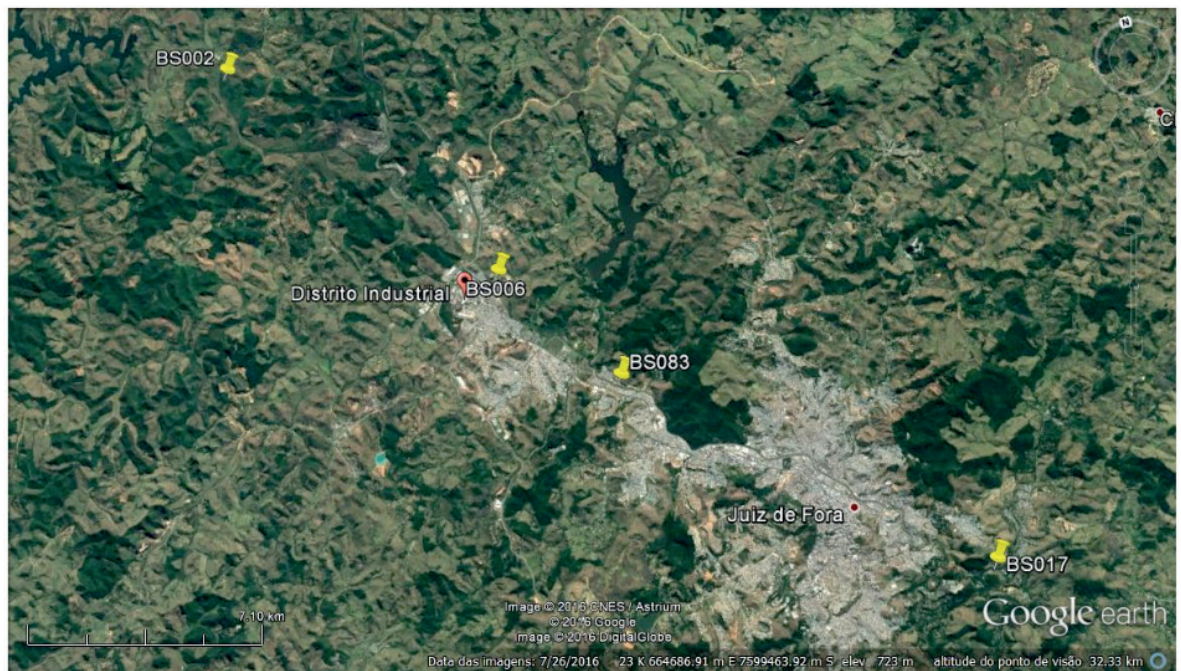 BS002
N
C
BS006
Distrito Industrial
BS083
Juiz de Fora
BS017
7.10 km
Image © 2016 CNES / Astrium
© 2016 Google
Image © 2016 DigitalGlobe
Google earth
Data das imagens: 7/26/2016 23 K 664686.91 m E 7599463.92 m S elev 723 m altitude do ponto de visão 32.33 km